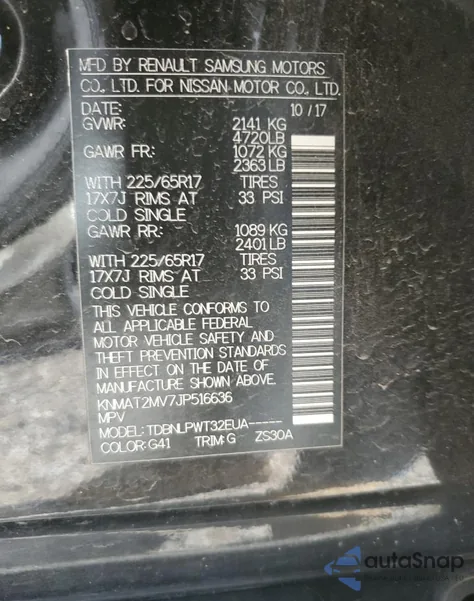 MFD BY RENAULT SAMSUNG MOTORS
CO., LTD. FOR NISSAN MOTOR CO., LTD.
DATE: 10/17
GVWR: 2141 KG
4720LB
GAWR FR: 1072 KG
2363LB
WITH 225/65R17 TIRES
17X7J RIMS AT 33 PSI
COLD SINGLE
GAWR RR: 1089 KG
2401LB
WITH 225/65R17 TIRES
17X7J RIMS AT 33 PSI
COLD SINGLE
THIS VEHICLE CONFORMS TO
ALL APPLICABLE FEDERAL
MOTOR VEHICLE SAFETY AND
THEFT PREVENTION STANDARDS
IN EFFECT ON THE DATE OF
MANUFACTURE SHOWN ABOVE.
KNMAT2MV7JP516636
MPV
MODEL: TDBNLPWT32EUA-----
COLOR: G41 TRIM: G ZS30A
autoSnap